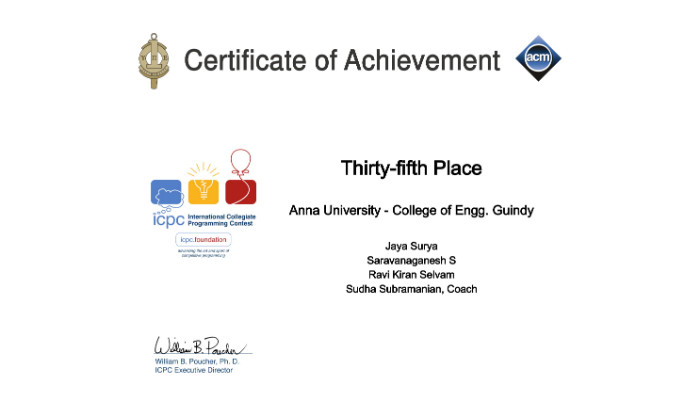 Certificate of Achievement
acm
Thirty-fifth Place
Anna University - College of Engg. Guindy
Jaya Surya
Saravanaganesh S
Ravi Kiran Selvam
Sudha Subramanian, Coach
icpc International Collegiate
Programming Contest
icpc.foundation
William B. Poucher
William B. Poucher, Ph. D.
ICPC Executive Director